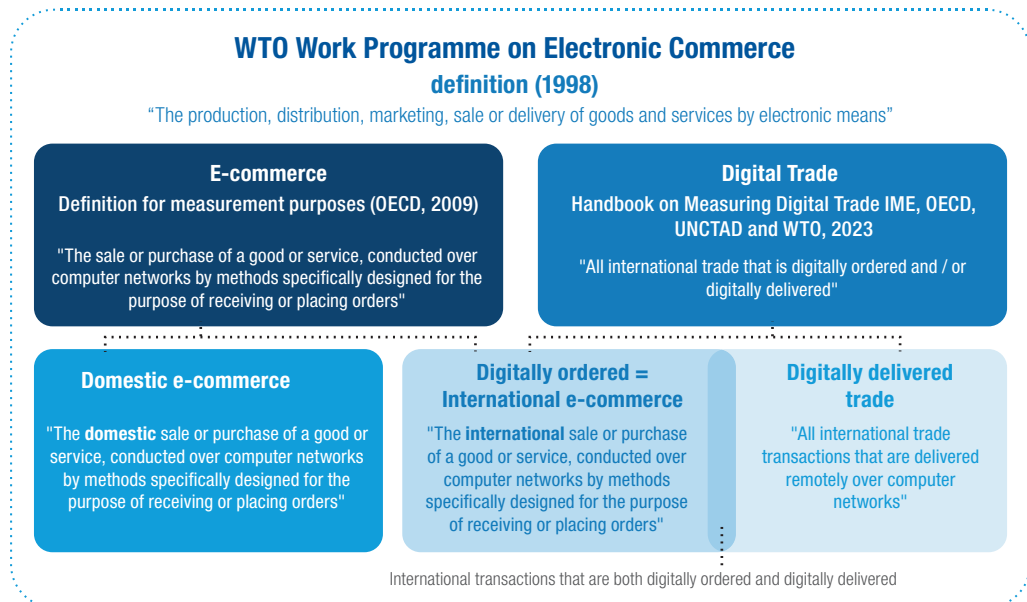 WTO Work Programme on Electronic Commerce
definition (1998)
“The production, distribution, marketing, sale or delivery of goods and services by electronic means”
E-commerce
Definition for measurement purposes (OECD, 2009)
"The sale or purchase of a good or service, conducted over
computer networks by methods specifically designed for the
purpose of receiving or placing orders"
Digital Trade
Handbook on Measuring Digital Trade IME, OECD,
UNCTAD and WTO, 2023
"All international trade that is digitally ordered and / or
digitally delivered"
Domestic e-commerce
"The domestic sale or purchase of a good or
service, conducted over computer networks
by methods specifically designed for the
purpose of receiving or placing orders"
Digitally ordered =
International e-commerce
"The international sale or purchase
of a good or service, conducted over
computer networks by methods
specifically designed for the purpose
of receiving or placing orders"
Digitally delivered
trade
"All international trade
transactions that are delivered
remotely over computer
networks"
International transactions that are both digitally ordered and digitally delivered